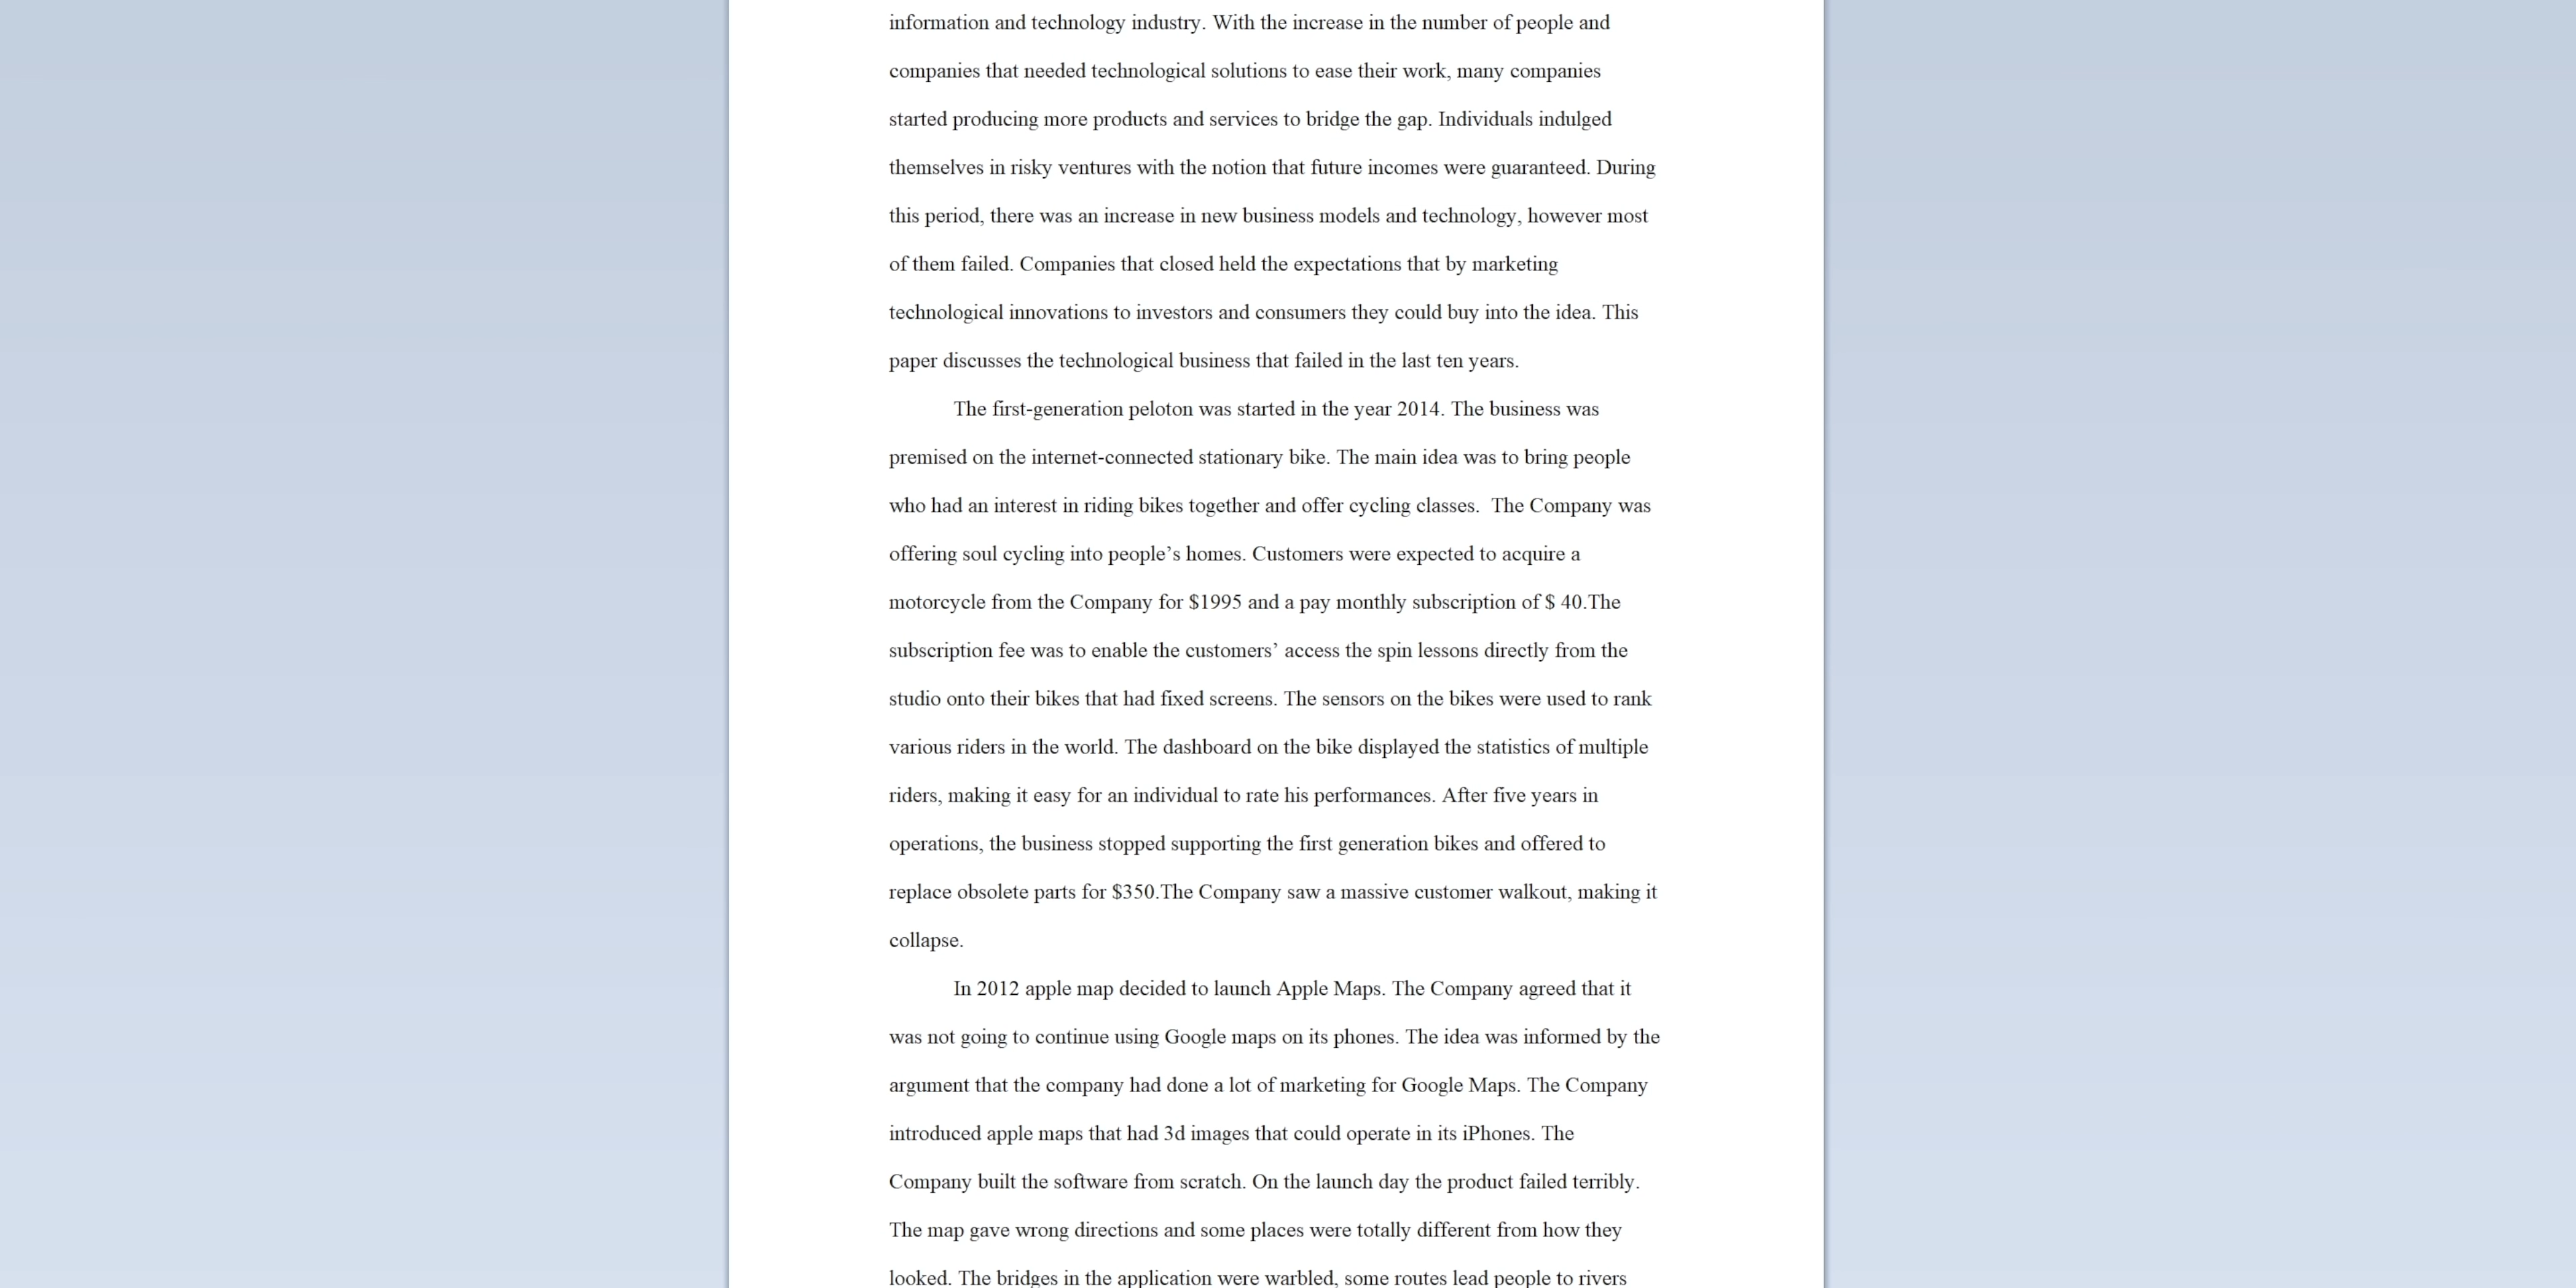 information and technology industry. With the increase in the number of people and
companies that needed technological solutions to ease their work, many companies
started producing more products and services to bridge the gap. Individuals indulged
themselves in risky ventures with the notion that future incomes were guaranteed. During
this period, there was an increase in new business models and technology, however most
of them failed. Companies that closed held the expectations that by marketing
technological innovations to investors and consumers they could buy into the idea. This
paper discusses the technological business that failed in the last ten years.
The first-generation peloton was started in the year 2014. The business was
premised on the internet-connected stationary bike. The main idea was to bring people
who had an interest in riding bikes together and offer cycling classes.  The Company was
offering soul cycling into people’s homes. Customers were expected to acquire a
motorcycle from the Company for $1995 and a pay monthly subscription of $ 40.The
subscription fee was to enable the customers’ access the spin lessons directly from the
studio onto their bikes that had fixed screens. The sensors on the bikes were used to rank
various riders in the world. The dashboard on the bike displayed the statistics of multiple
riders, making it easy for an individual to rate his performances. After five years in
operations, the business stopped supporting the first generation bikes and offered to
replace obsolete parts for $350.The Company saw a massive customer walkout, making it
collapse.
In 2012 apple map decided to launch Apple Maps. The Company agreed that it
was not going to continue using Google maps on its phones. The idea was informed by the
argument that the company had done a lot of marketing for Google Maps. The Company
introduced apple maps that had 3d images that could operate in its iPhones. The
Company built the software from scratch. On the launch day the product failed terribly.
The map gave wrong directions and some places were totally different from how they
looked. The bridges in the application were warbled, some routes lead people to rivers